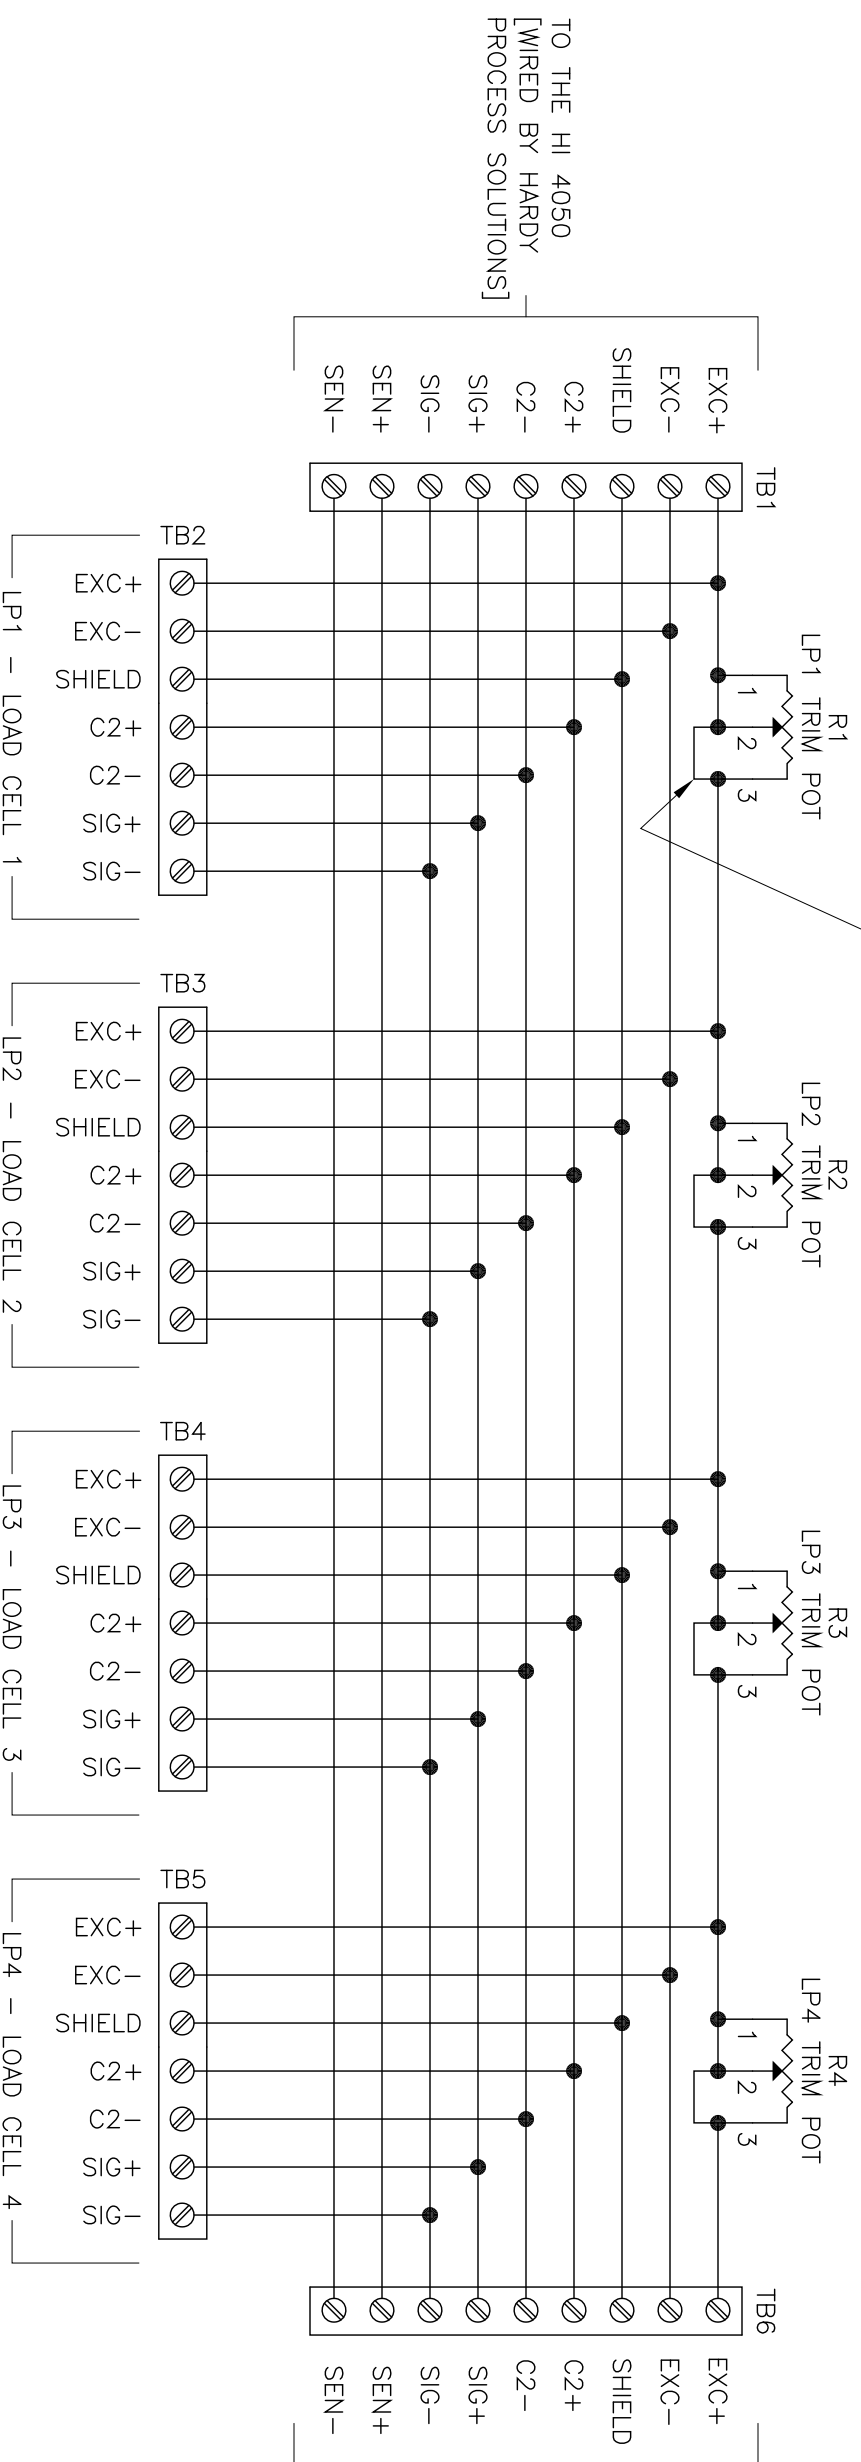 TO THE HI 4050
[WIRED BY HARDY
PROCESS SOLUTIONS]
TB1
EXC+
EXC-
SHIELD
C2+
C2-
SIG+
SIG-
SEN+
SEN-
R1
LP1 TRIM POT
1
2
3
R2
LP2 TRIM POT
1
2
3
R3
LP3 TRIM POT
1
2
3
R4
LP4 TRIM POT
1
2
3
TB2
EXC+
EXC-
SHIELD
C2+
C2-
SIG+
SIG-
LP1 - LOAD CELL 1
TB3
EXC+
EXC-
SHIELD
C2+
C2-
SIG+
SIG-
LP2 - LOAD CELL 2
TB4
EXC+
EXC-
SHIELD
C2+
C2-
SIG+
SIG-
LP3 - LOAD CELL 3
TB5
EXC+
EXC-
SHIELD
C2+
C2-
SIG+
SIG-
LP4 - LOAD CELL 4
TB6
EXC+
EXC-
SHIELD
C2+
C2-
SIG+
SIG-
SEN+
SEN-